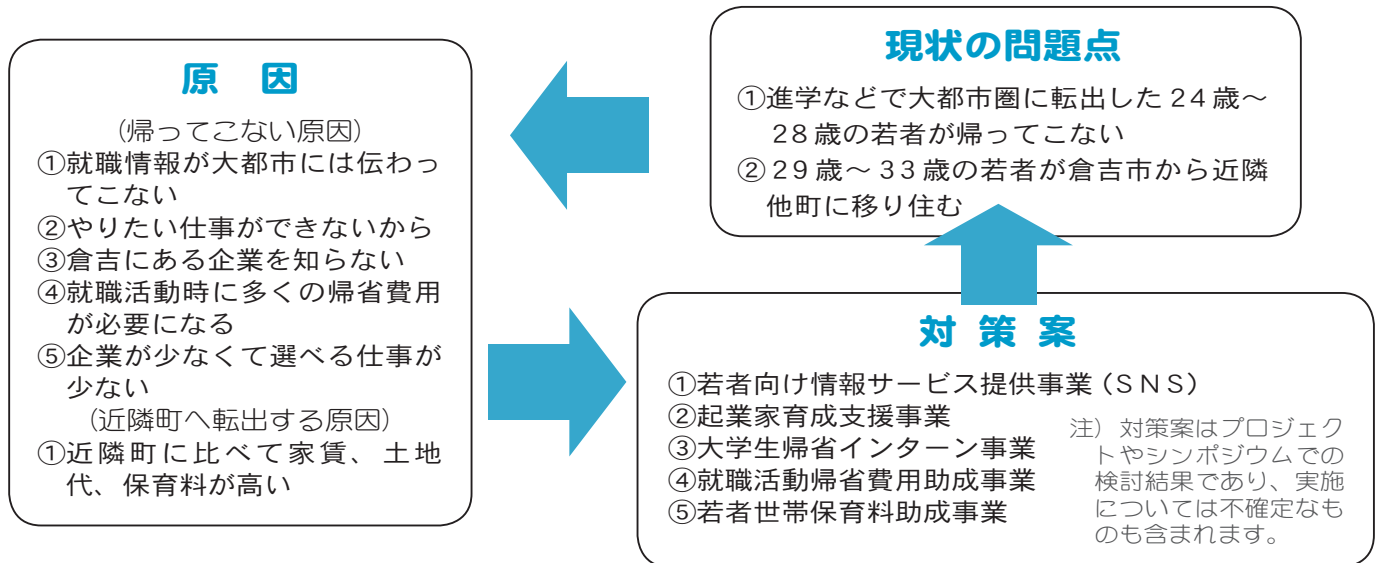 現状の問題点
①進学などで大都市圏に転出した24歳～
28歳の若者が帰ってこない
②29歳～33歳の若者が倉吉市から近隣
他町に移り住む
原　因
(帰ってこない原因)
①就職情報が大都市には伝わっ
てこない
②やりたい仕事ができないから
③倉吉にある企業を知らない
④就職活動時に多くの帰省費用
が必要になる
⑤企業が少なくて選べる仕事が
少ない
(近隣町へ転出する原因)
①近隣町に比べて家賃、土地
代、保育料が高い
対 策 案
①若者向け情報サービス提供事業(SNS)
②起業家育成支援事業
③大学生帰省インターン事業
④就職活動帰省費用助成事業
⑤若者世帯保育料助成事業
注) 対策案はプロジェク
トやシンポジウムでの
検討結果であり、実施
については不確定なも
のも含まれます。